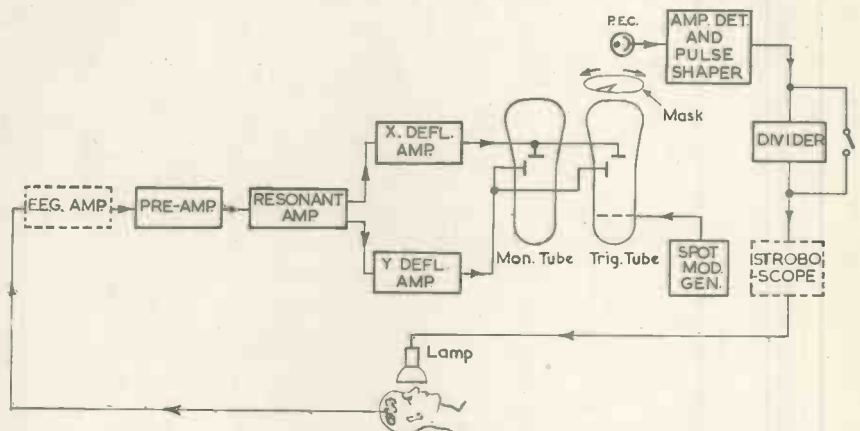 P.E.C.
AMP. DET.
AND
PULSE
SHAPER
Mask
X. DEFL.
AMP.
DIVIDER
E.E.G. AMP.
PRE-AMP.
RESONANT
AMP.
Y DEFL.
AMP.
Mon. Tube
Trig. Tube
SPOT
MOD.
GEN.
STROBO
-SCOPE
Lamp